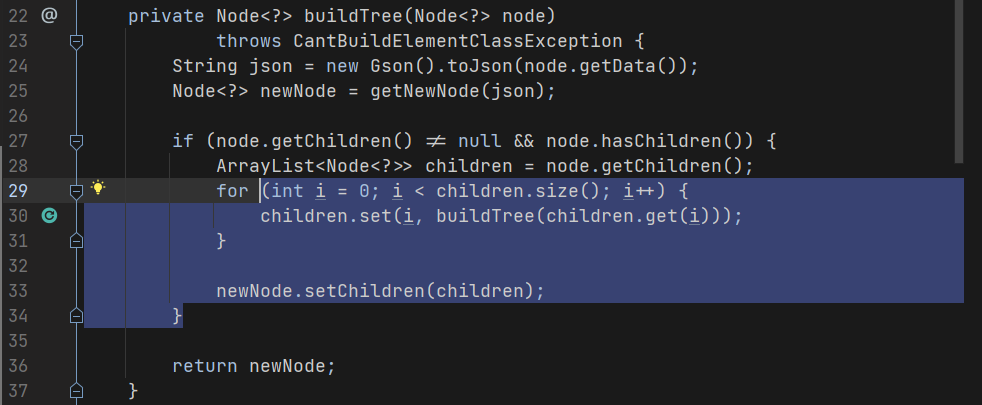 22 @ private Node<?> buildTree(Node<?> node)
23 throws CantBuildElementClassException {
24 String json = new Gson().toJson(node.getData());
25 Node<?> newNode = getNewNode(json);
26
27 if (node.getChildren() != null && node.hasChildren()) {
28 ArrayList<Node<?>> children = node.getChildren();
29 for (int i = 0; i < children.size(); i++) {
30 children.set(i, buildTree(children.get(i)));
31 }
32
33 newNode.setChildren(children);
34 }
35
36 return newNode;
37 }